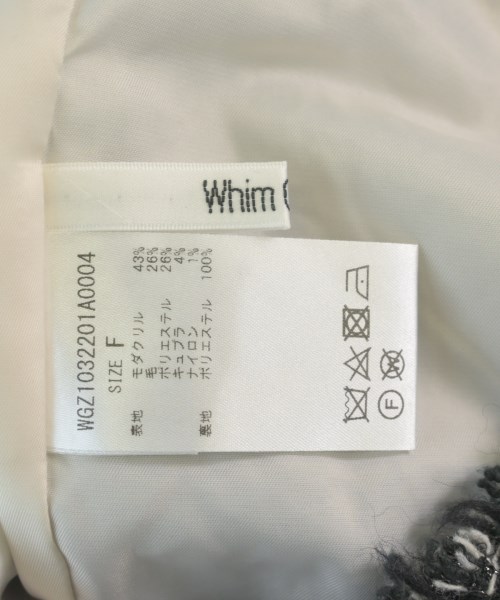 Whim
WGZ1032201A0004
SIZE F
表地 モダクリル 43%
毛 26%
ポリエステル 26%
キュプラ 4%
ナイロン 1%
裏地 ポリエステル 100%
F
W